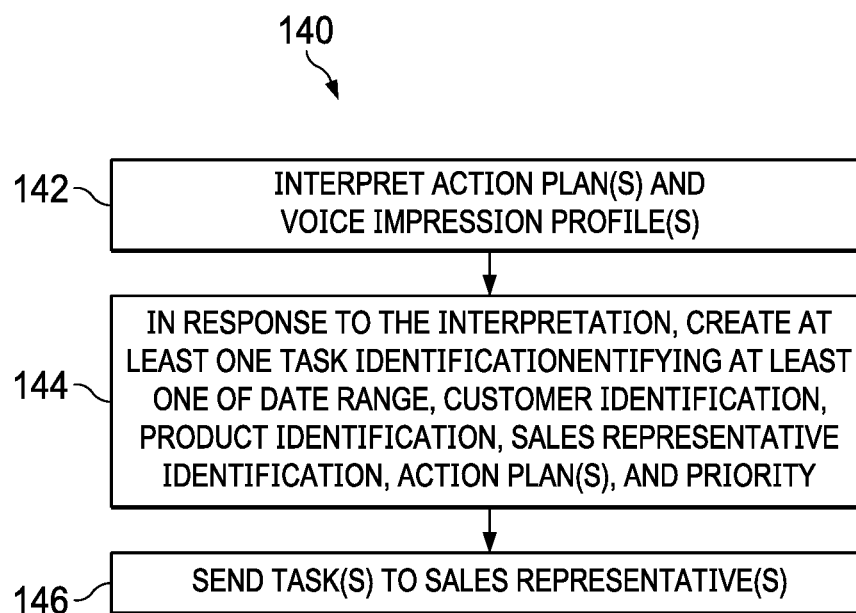 140
142
INTERPRET ACTION PLAN(S) AND
VOICE IMPRESSION PROFILE(S)
144
IN RESPONSE TO THE INTERPRETATION, CREATE AT
LEAST ONE TASK IDENTIFICATIONENTIFYING AT LEAST
ONE OF DATE RANGE, CUSTOMER IDENTIFICATION,
PRODUCT IDENTIFICATION, SALES REPRESENTATIVE
IDENTIFICATION, ACTION PLAN(S), AND PRIORITY
146
SEND TASK(S) TO SALES REPRESENTATIVE(S)